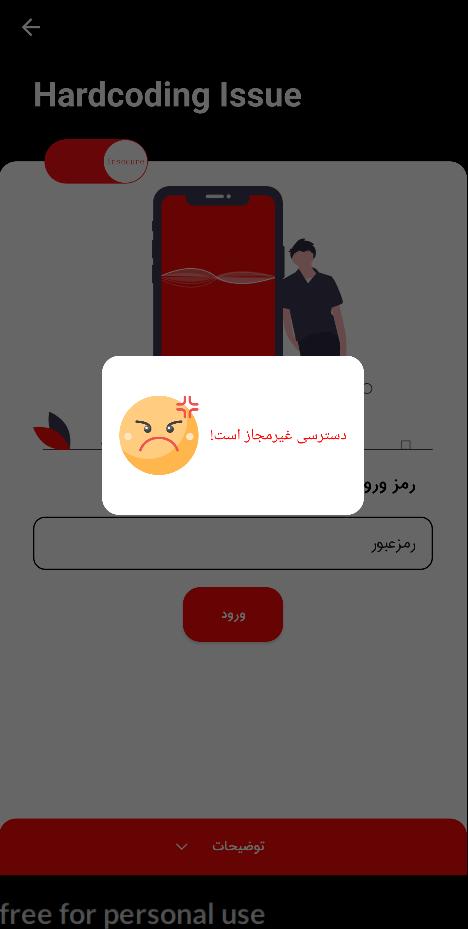 Hardcoding Issue
Insecure
دسترسی غیرمجاز است!
رمز ورو
رمزعبور
ورود
توضیحات
free for personal use